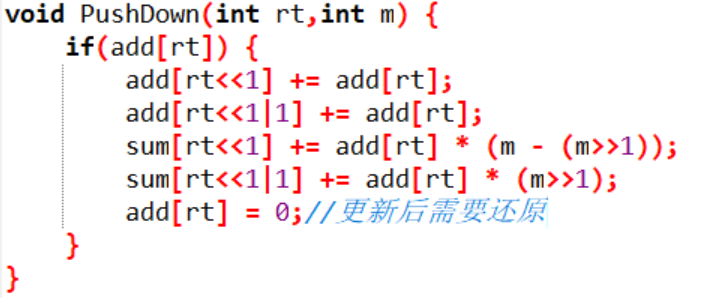 void PushDown(int rt,int m) {
    if(add[rt]) {
        add[rt<<1] += add[rt];
        add[rt<<1|1] += add[rt];
        sum[rt<<1] += add[rt] * (m - (m>>1));
        sum[rt<<1|1] += add[rt] * (m>>1);
        add[rt] = 0;//更新后需要还原
    }
}